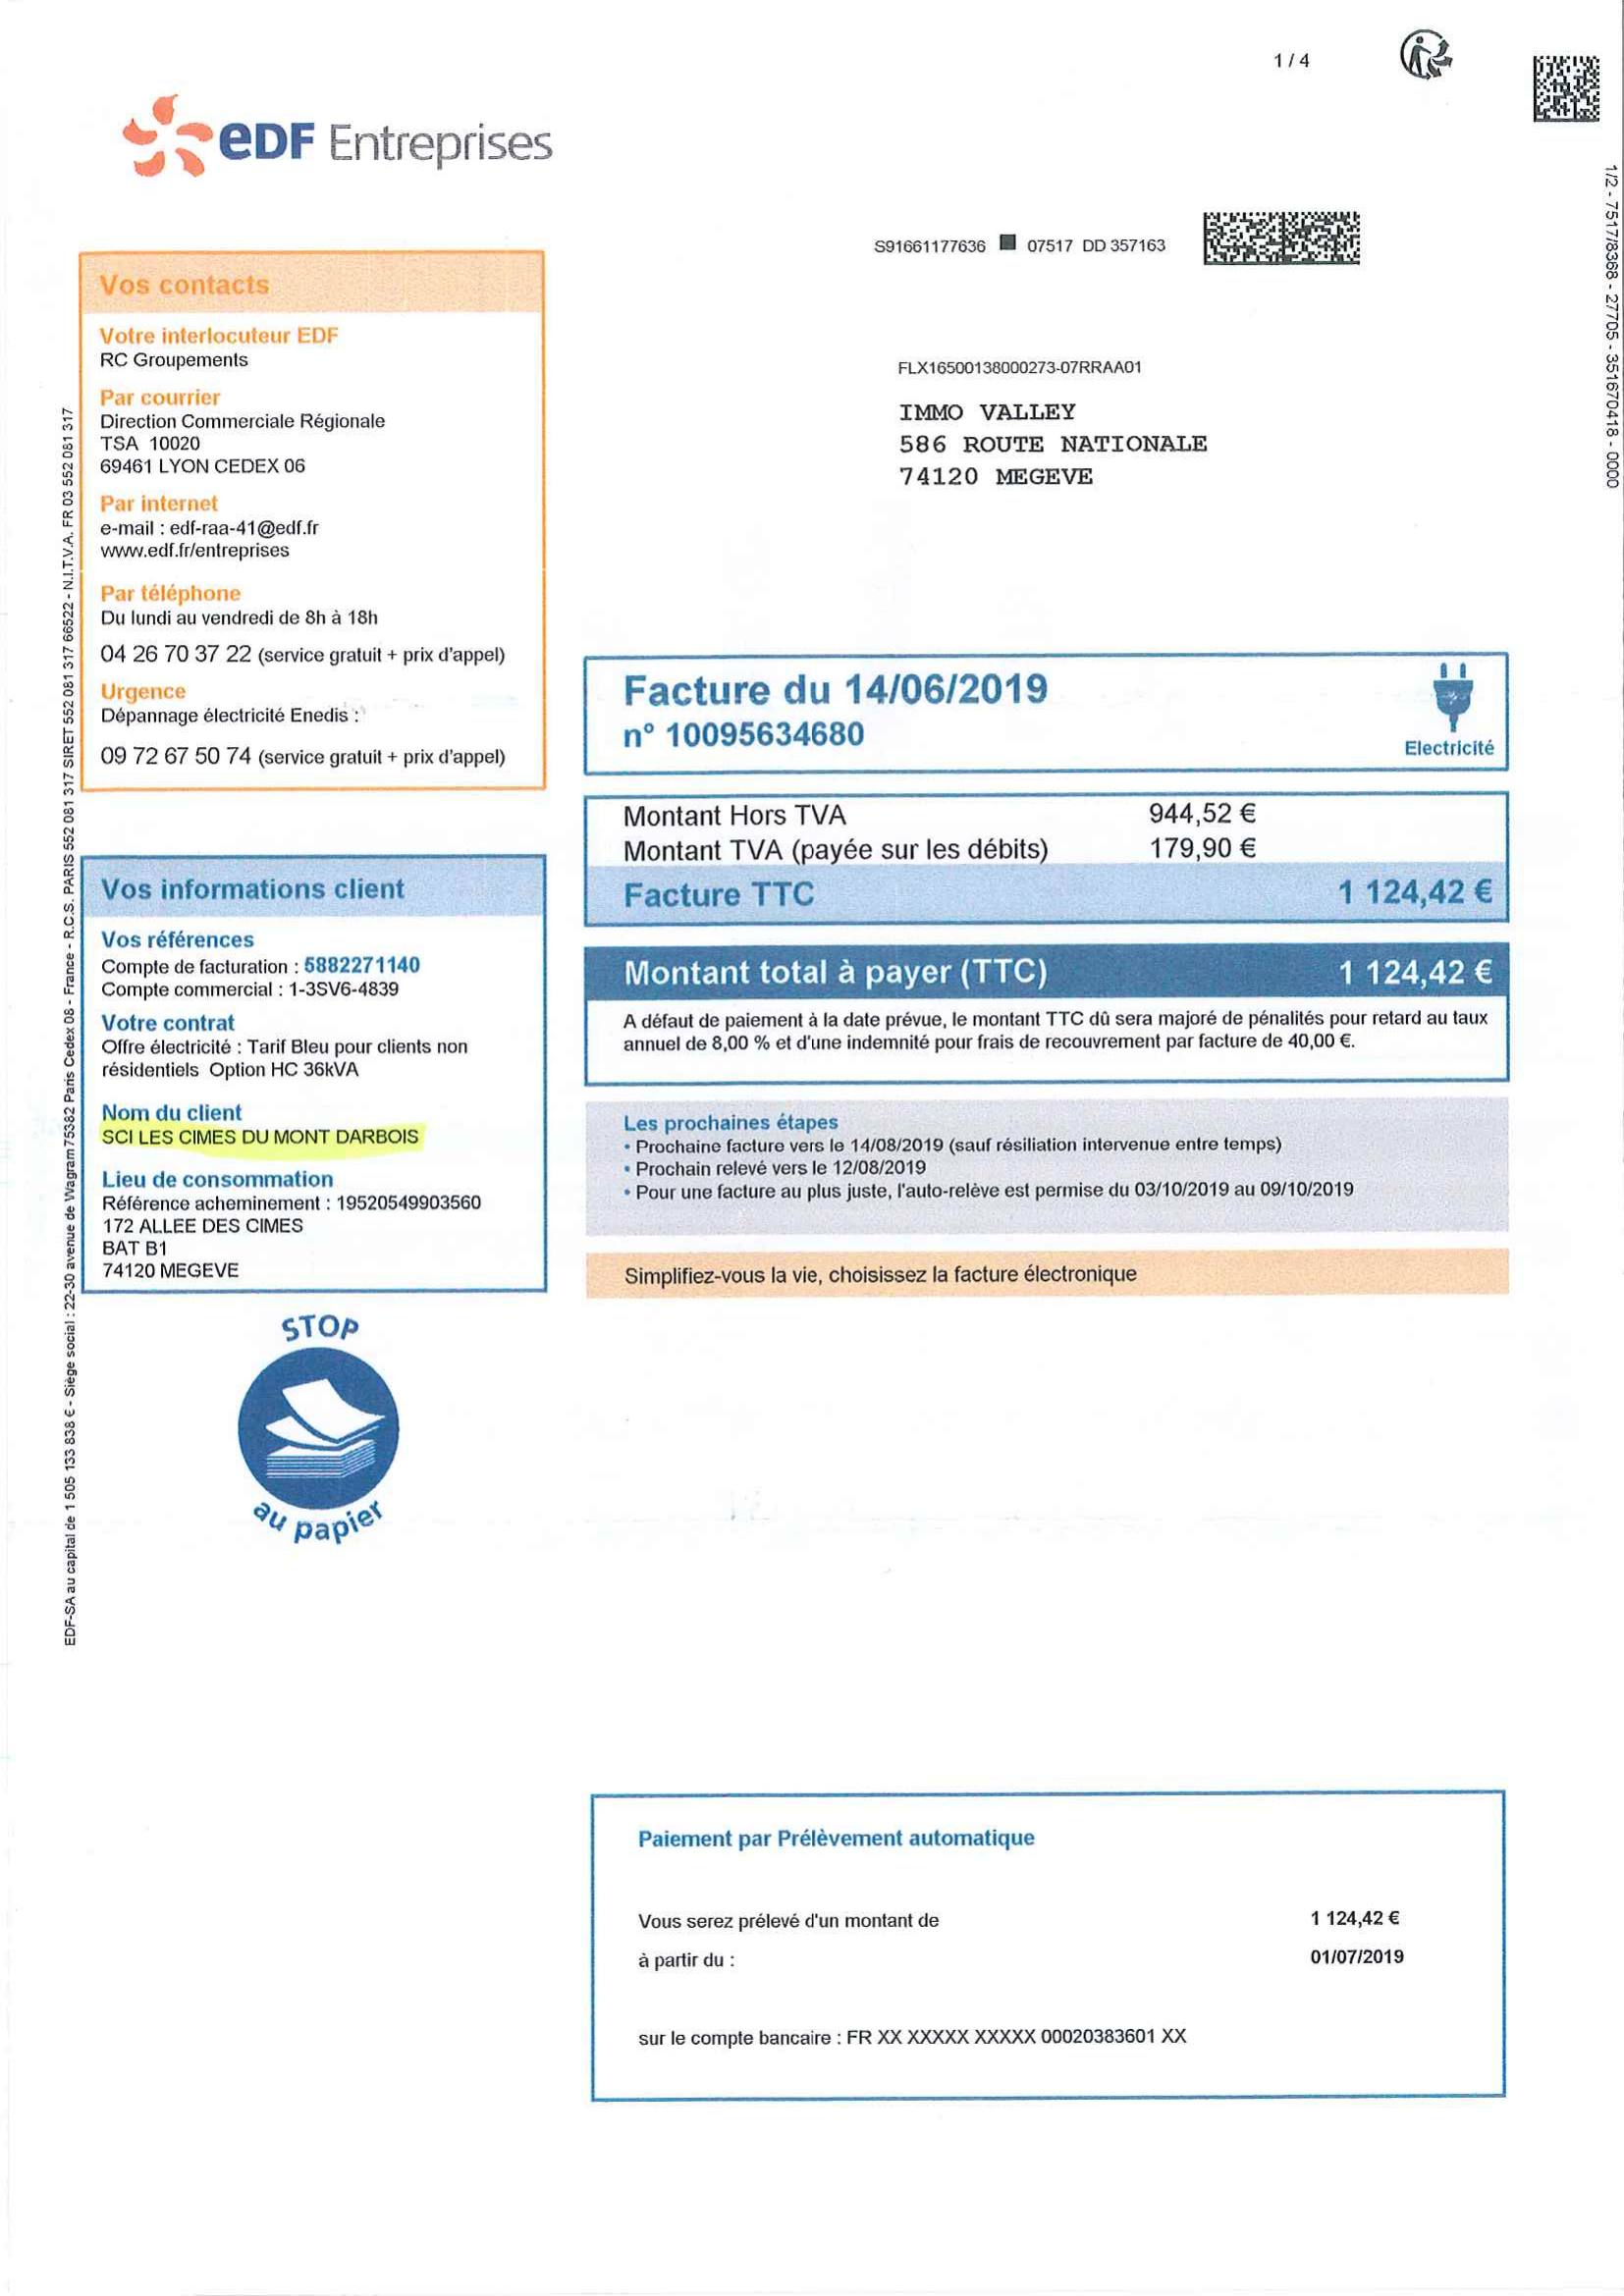 1 / 4
eDF Entreprises
S91661177636 07517 DD 357163
1/2 - 7517/8368 - 27705 - 351670418 - 0000
FLX16500138000273-07RRAA01
IMMO VALLEY
586 ROUTE NATIONALE
74120 MEGEVE
Vos contacts
Votre interlocuteur EDF
RC Groupements
Par courrier
Direction Commerciale Régionale
TSA 10020
69461 LYON CEDEX 06
Par internet
e-mail : edf-raa-41@edf.fr
www.edf.fr/entreprises
Par téléphone
Du lundi au vendredi de 8h à 18h
04 26 70 37 22 (service gratuit + prix d'appel)
Urgence
Dépannage électricité Enedis :
09 72 67 50 74 (service gratuit + prix d'appel)
Vos informations client
Vos références
Compte de facturation : 5882271140
Compte commercial : 1-3SV6-4839
Votre contrat
Offre électricité : Tarif Bleu pour clients non
résidentiels Option HC 36kVA
Nom du client
SCI LES CIMES DU MONT DARBOIS
Lieu de consommation
Référence acheminement : 19520549903560
172 ALLEE DES CIMES
BAT B1
74120 MEGEVE
STOP
au papier
EDF-SA au capital de 1 505 133 838 € - Siège social : 22-30 avenue de Wagram 75382 Paris Cedex 08 - France - R.C.S. PARIS 552 081 317 SIRET 552 081 317 66522 - N.I.T.V.A. FR 03 552 081 317
Facture du 14/06/2019
n° 10095634680
Electricité
Montant Hors TVA 944,52 €
Montant TVA (payée sur les débits) 179,90 €
Facture TTC 1 124,42 €
Montant total à payer (TTC) 1 124,42 €
A défaut de paiement à la date prévue, le montant TTC dû sera majoré de pénalités pour retard au taux
annuel de 8,00 % et d'une indemnité pour frais de recouvrement par facture de 40,00 €.
Les prochaines étapes
• Prochaine facture vers le 14/08/2019 (sauf résiliation intervenue entre temps)
• Prochain relevé vers le 12/08/2019
• Pour une facture au plus juste, l'auto-relève est permise du 03/10/2019 au 09/10/2019
Simplifiez-vous la vie, choisissez la facture électronique
Paiement par Prélèvement automatique
Vous serez prélevé d'un montant de 1 124,42 €
à partir du : 01/07/2019
sur le compte bancaire : FR XX XXXXX XXXXX 00020383601 XX